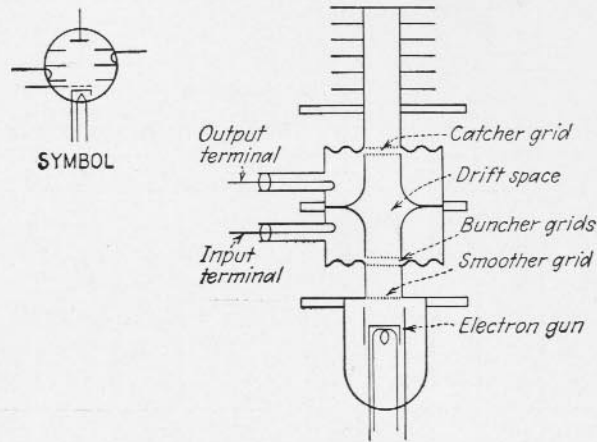 SYMBOL
Output
terminal
Input
terminal
Catcher grid
Drift space
Buncher grids
Smoother grid
Electron gun